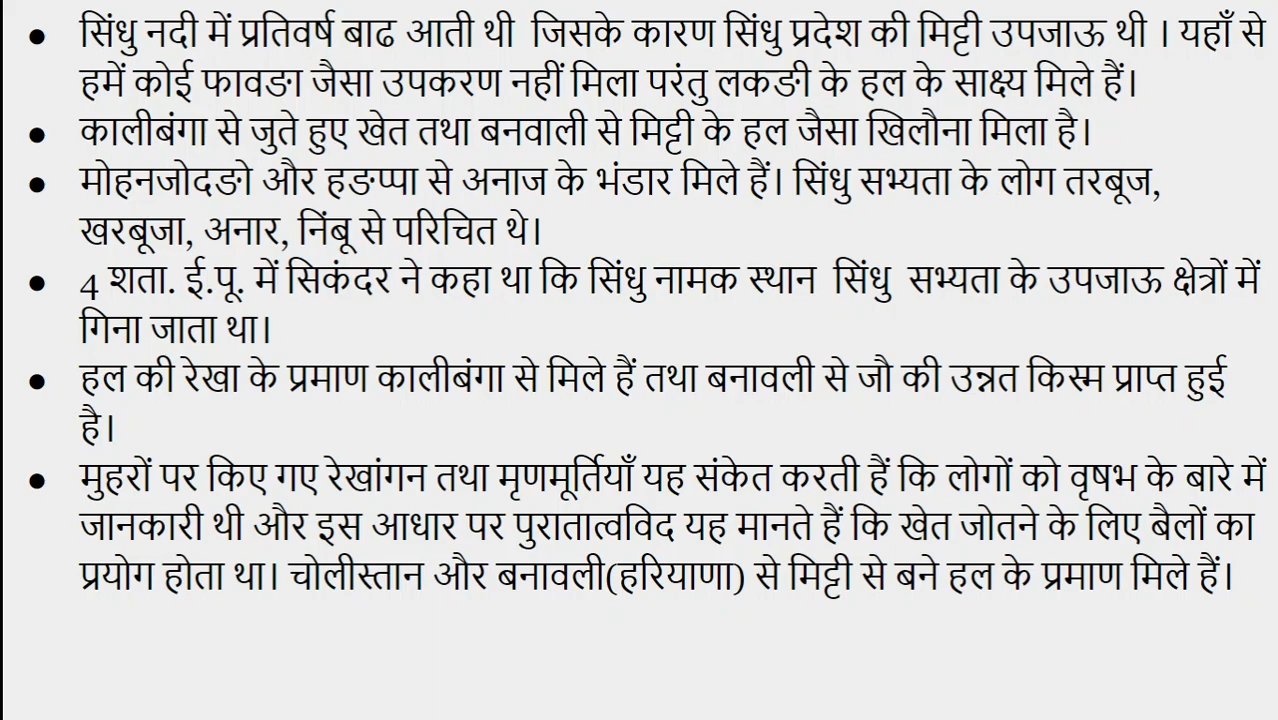 • सिंधु नदी में प्रतिवर्ष बाढ आती थी जिसके कारण सिंधु प्रदेश की मिट्टी उपजाऊ थी । यहाँ से
हमें कोई फावङा जैसा उपकरण नहीं मिला परंतु लकङी के हल के साक्ष्य मिले हैं।
• कालीबंगा से जुते हुए खेत तथा बनवाली से मिट्टी के हल जैसा खिलौना मिला है।
• मोहनजोदङो और हङप्पा से अनाज के भंडार मिले हैं। सिंधु सभ्यता के लोग तरबूज,
खरबूजा, अनार, निंबू से परिचित थे।
• 4 शता. ई.पू. में सिकंदर ने कहा था कि सिंधु नामक स्थान सिंधु सभ्यता के उपजाऊ क्षेत्रों में
गिना जाता था।
• हल की रेखा के प्रमाण कालीबंगा से मिले हैं तथा बनावली से जौ की उन्नत किस्म प्राप्त हुई
है।
• मुहरों पर किए गए रेखांगन तथा मृणमूर्तियाँ यह संकेत करती हैं कि लोगों को वृषभ के बारे में
जानकारी थी और इस आधार पर पुरातात्वविद यह मानते हैं कि खेत जोतने के लिए बैलों का
प्रयोग होता था। चोलीस्तान और बनावली(हरियाणा) से मिट्टी से बने हल के प्रमाण मिले हैं।